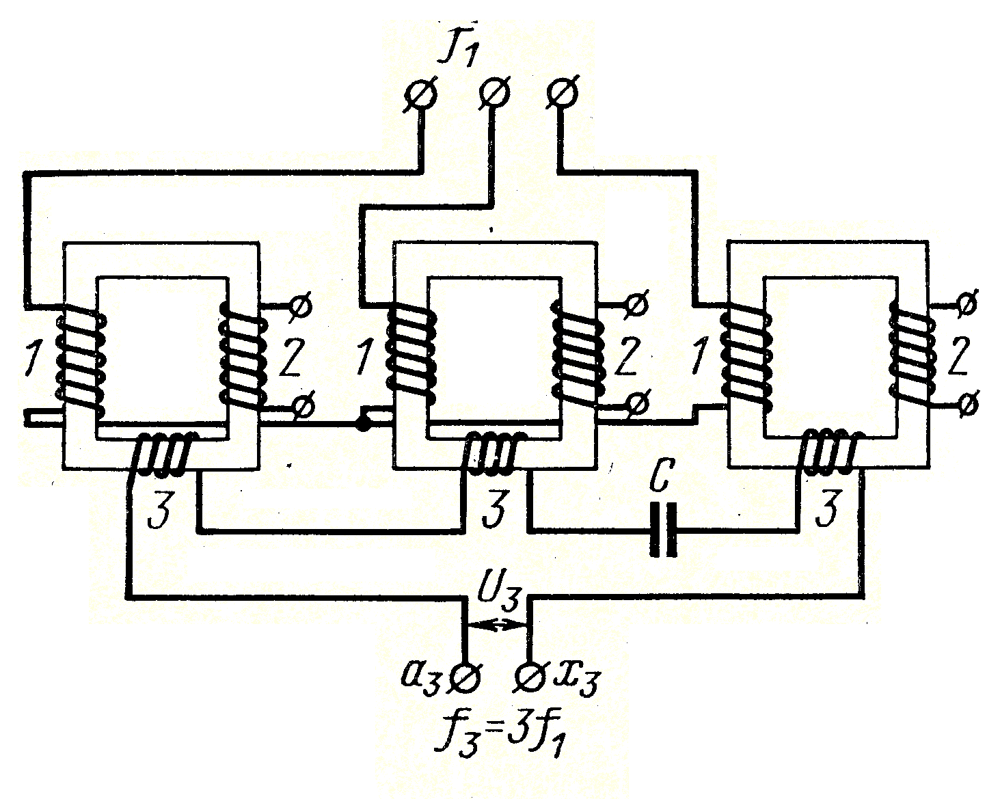 f₁
1 2 1 2 1 2
C
3 3 3
U₃
a₃ x₃
f₃=3f₁